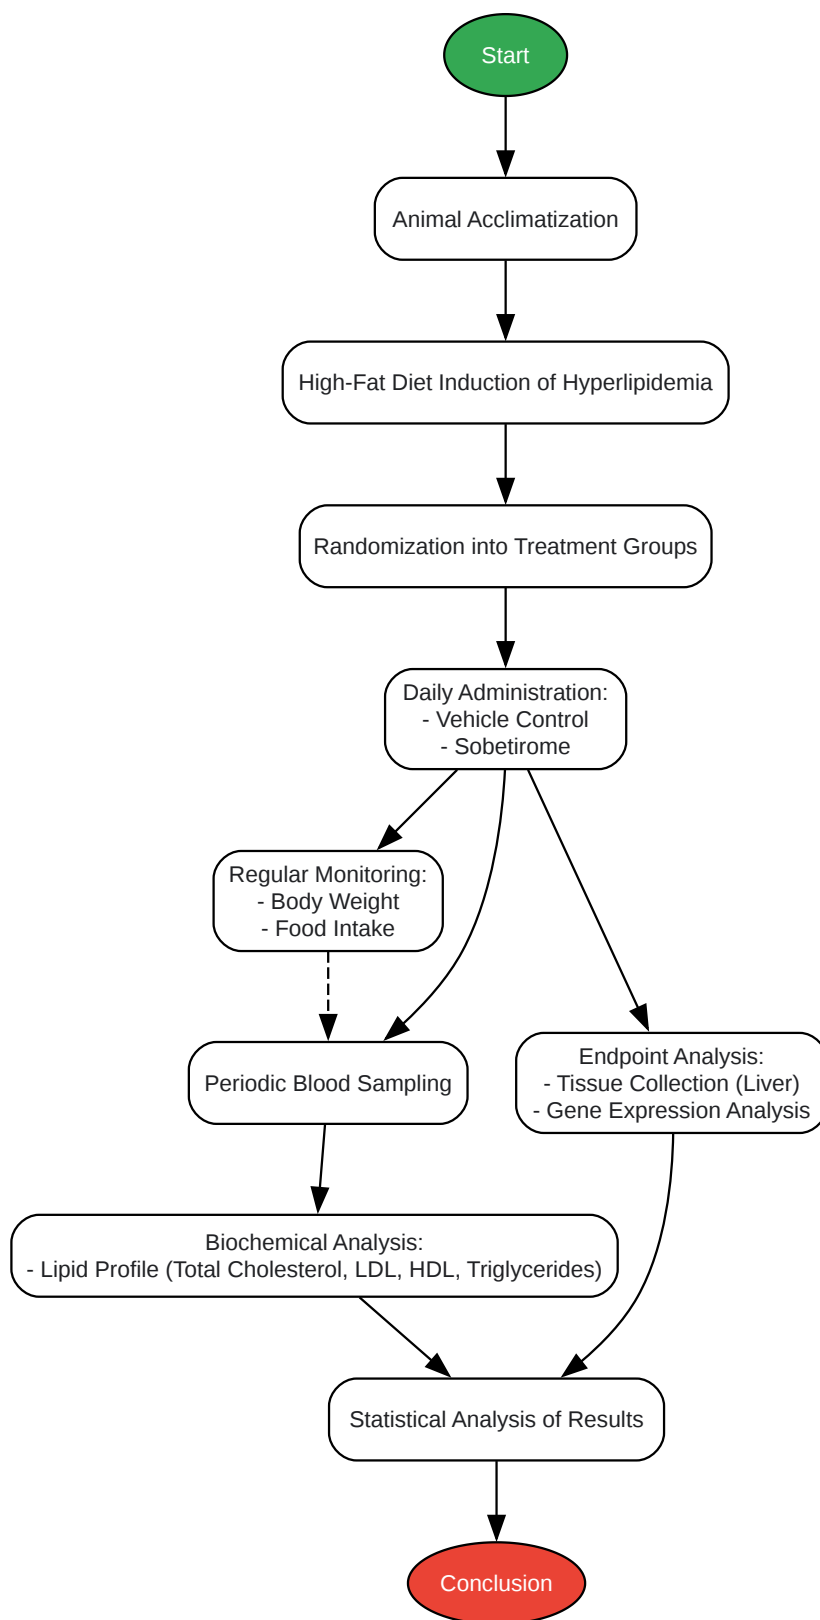 Start
Animal Acclimatization
High-Fat Diet Induction of Hyperlipidemia
Randomization into Treatment Groups
Daily Administration:
- Vehicle Control
- Sobetirome
Regular Monitoring:
- Body Weight
- Food Intake
Periodic Blood Sampling
Endpoint Analysis:
- Tissue Collection (Liver)
- Gene Expression Analysis
Biochemical Analysis:
- Lipid Profile (Total Cholesterol, LDL, HDL, Triglycerides)
Statistical Analysis of Results
Conclusion